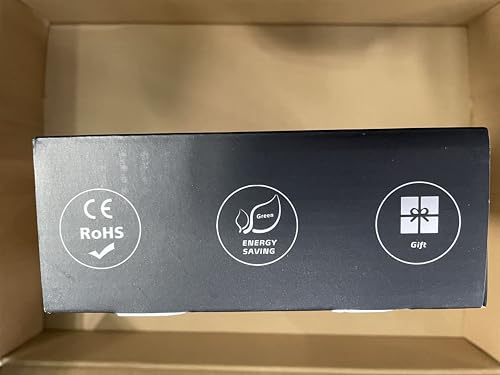 CE
RoHS
Green
ENERGY
SAVING
Gift